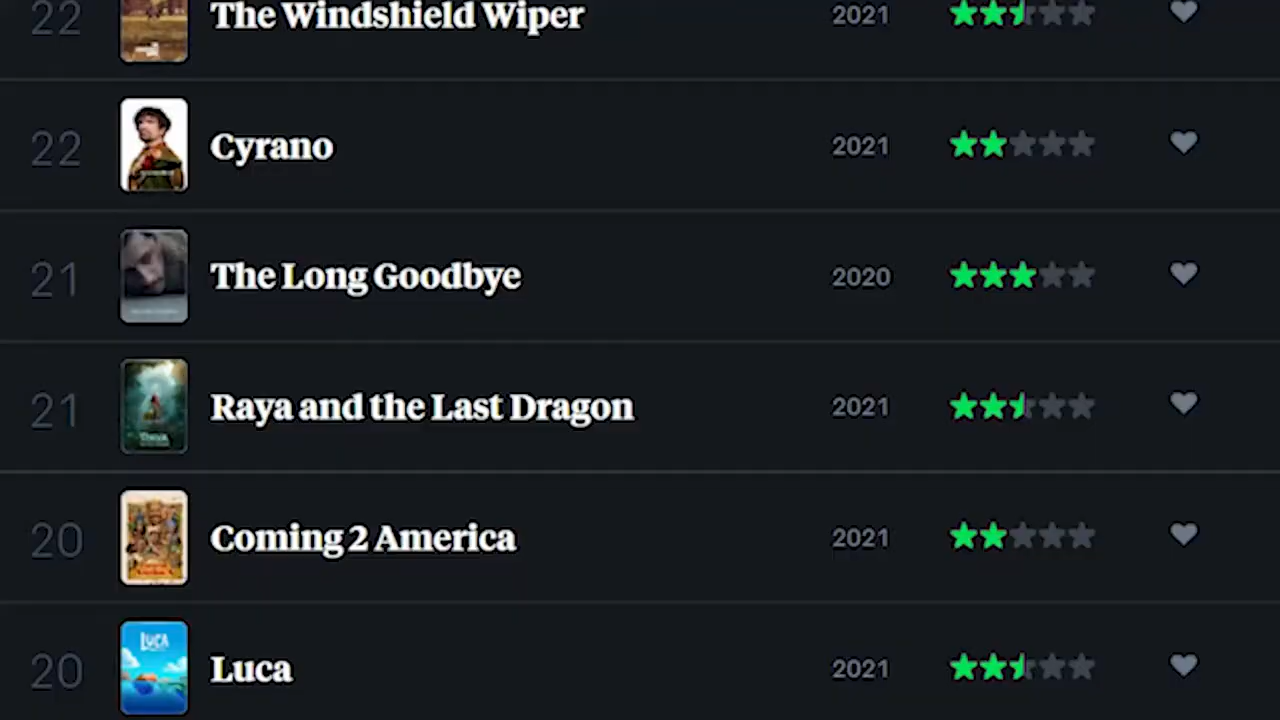 22 The Windshield Wiper 2021
22 Cyrano 2021
21 The Long Goodbye 2020
21 Raya and the Last Dragon 2021
20 Coming 2 America 2021
20 LUCA Luca 2021